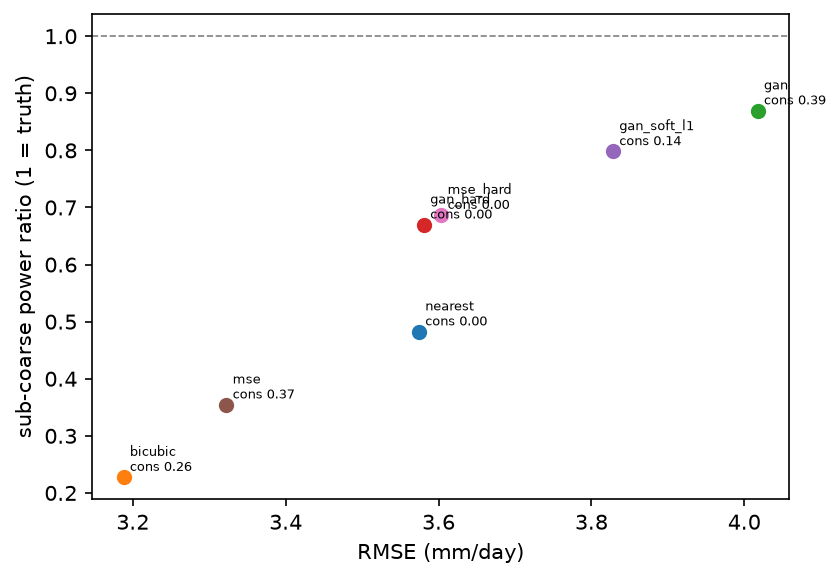 sub-coarse power ratio (1 = truth)
1.0
0.9
0.8
0.7
0.6
0.5
0.4
0.3
0.2
gan
cons 0.39
gan_soft_l1
cons 0.14
mse_hard
cons 0.00
gan_hard
cons 0.00
nearest
cons 0.00
mse
cons 0.37
bicubic
cons 0.26
3.2
3.4
3.6
3.8
4.0
RMSE (mm/day)